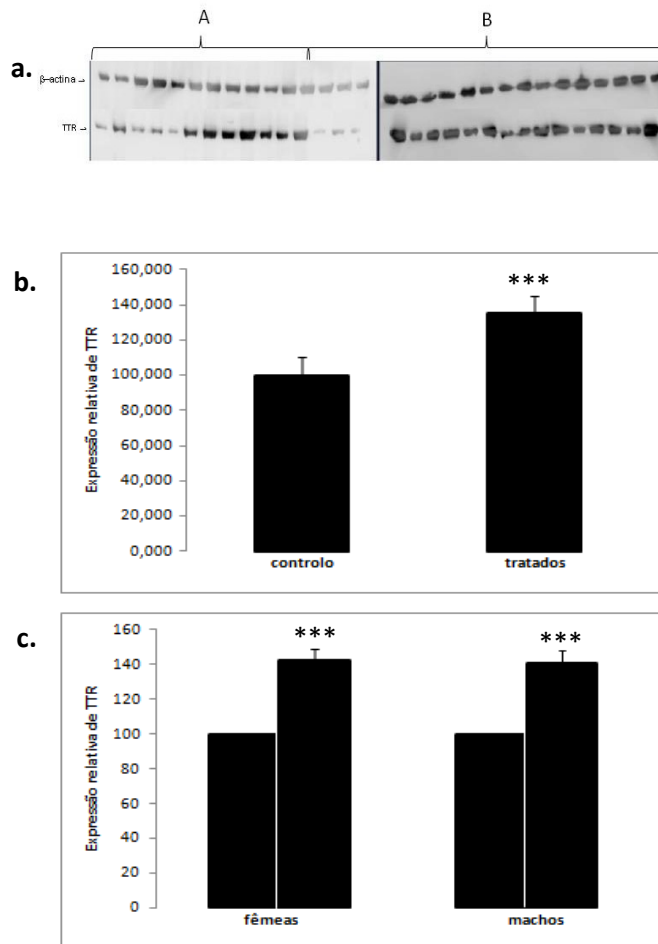 A B
a.
β-actina
TTR
b.
160,000
140,000
120,000
100,000
80,000
60,000
40,000
20,000
0,000
Expressão relativa de TTR
***
controlo tratados
c.
160
140
120
100
80
60
40
20
0
Expressão relativa de TTR
*** ***
fêmeas machos